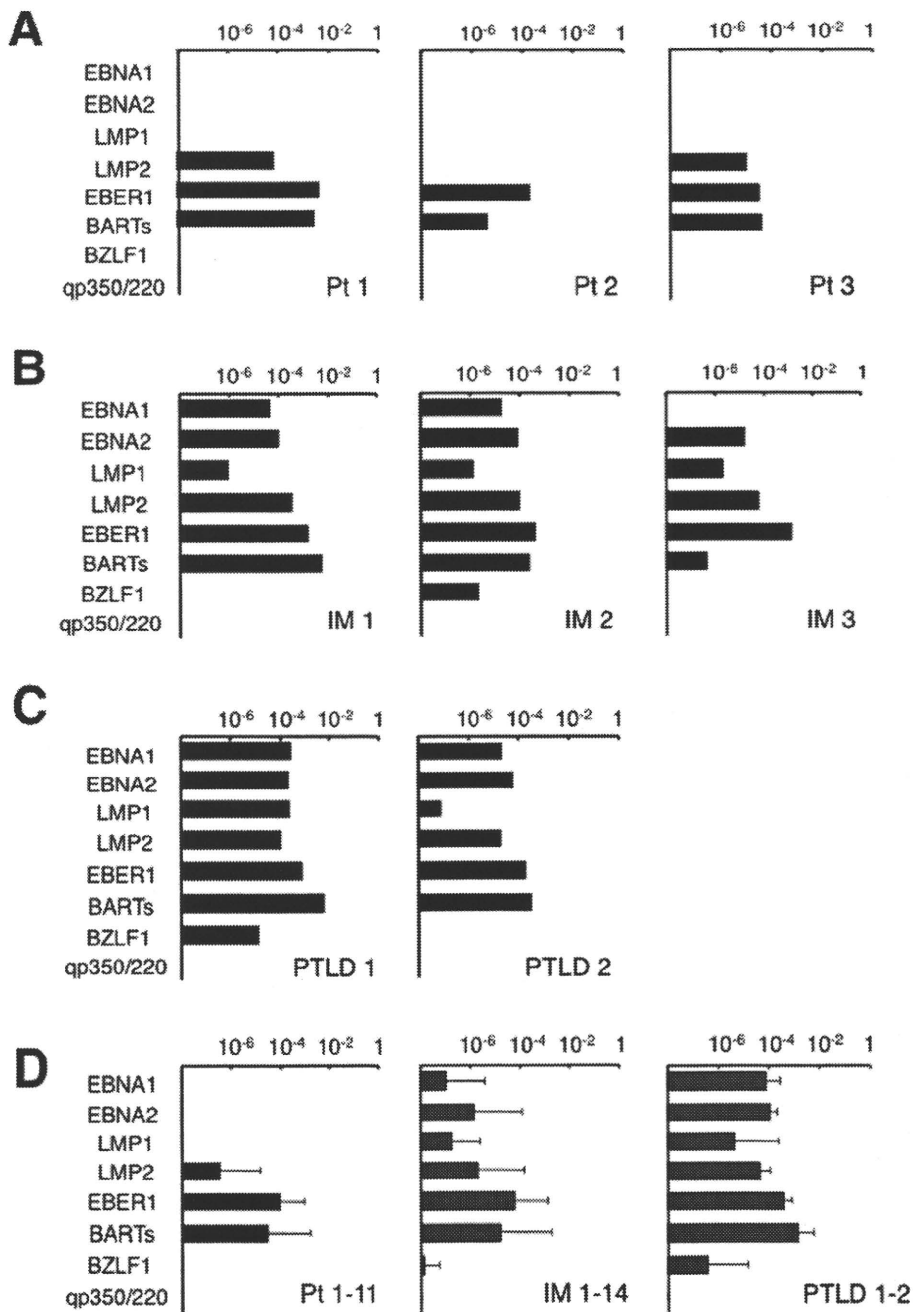 A
10-6 10-4 10-2 1
10-6 10-4 10-2 1
10-6 10-4 10-2 1
EBNA1
EBNA2
LMP1
LMP2
EBER1
BARTs
BZLF1
qp350/220
Pt 1
Pt 2
Pt 3
B
10-6 10-4 10-2 1
10-6 10-4 10-2 1
10-6 10-4 10-2 1
EBNA1
EBNA2
LMP1
LMP2
EBER1
BARTs
BZLF1
qp350/220
IM 1
IM 2
IM 3
C
10-6 10-4 10-2 1
10-6 10-4 10-2 1
EBNA1
EBNA2
LMP1
LMP2
EBER1
BARTs
BZLF1
qp350/220
PTLD 1
PTLD 2
D
10-6 10-4 10-2 1
10-6 10-4 10-2 1
10-6 10-4 10-2 1
EBNA1
EBNA2
LMP1
LMP2
EBER1
BARTs
BZLF1
qp350/220
Pt 1-11
IM 1-14
PTLD 1-2